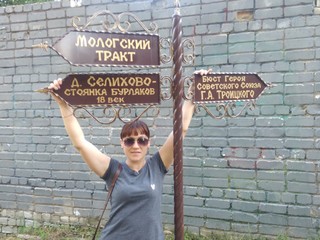 Мологский
тракт
д. Селихово-
стоянка бурлаков
18 век
Бюст Героя
Советского Союза
Г.А. Троицкого